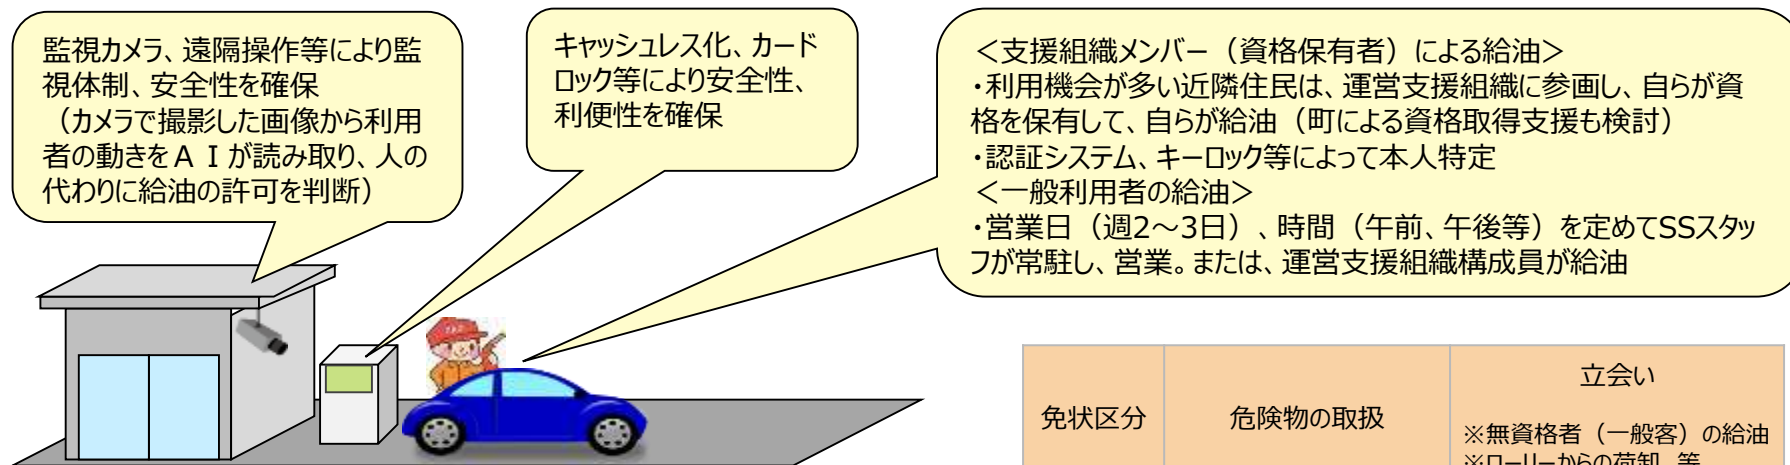 監視カメラ、遠隔操作等により監
視体制、安全性を確保
（カメラで撮影した画像から利用
者の動きをＡＩが読み取り、人の
代わりに給油の許可を判断）
キャッシュレス化、カード
ロック等により安全性、
利便性を確保
＜支援組織メンバー（資格保有者）による給油＞
・利用機会が多い近隣住民は、運営支援組織に参画し、自らが資
格を保有して、自らが給油（町による資格取得支援も検討）
・認証システム、キーロック等によって本人特定
＜一般利用者の給油＞
・営業日（週2～3日）、時間（午前、午後等）を定めてSSスタッ
フが常駐し、営業。または、運営支援組織構成員が給油
免状区分
危険物の取扱
立会い
※無資格者（一般客）の給油
※ローリーからの荷卸 等